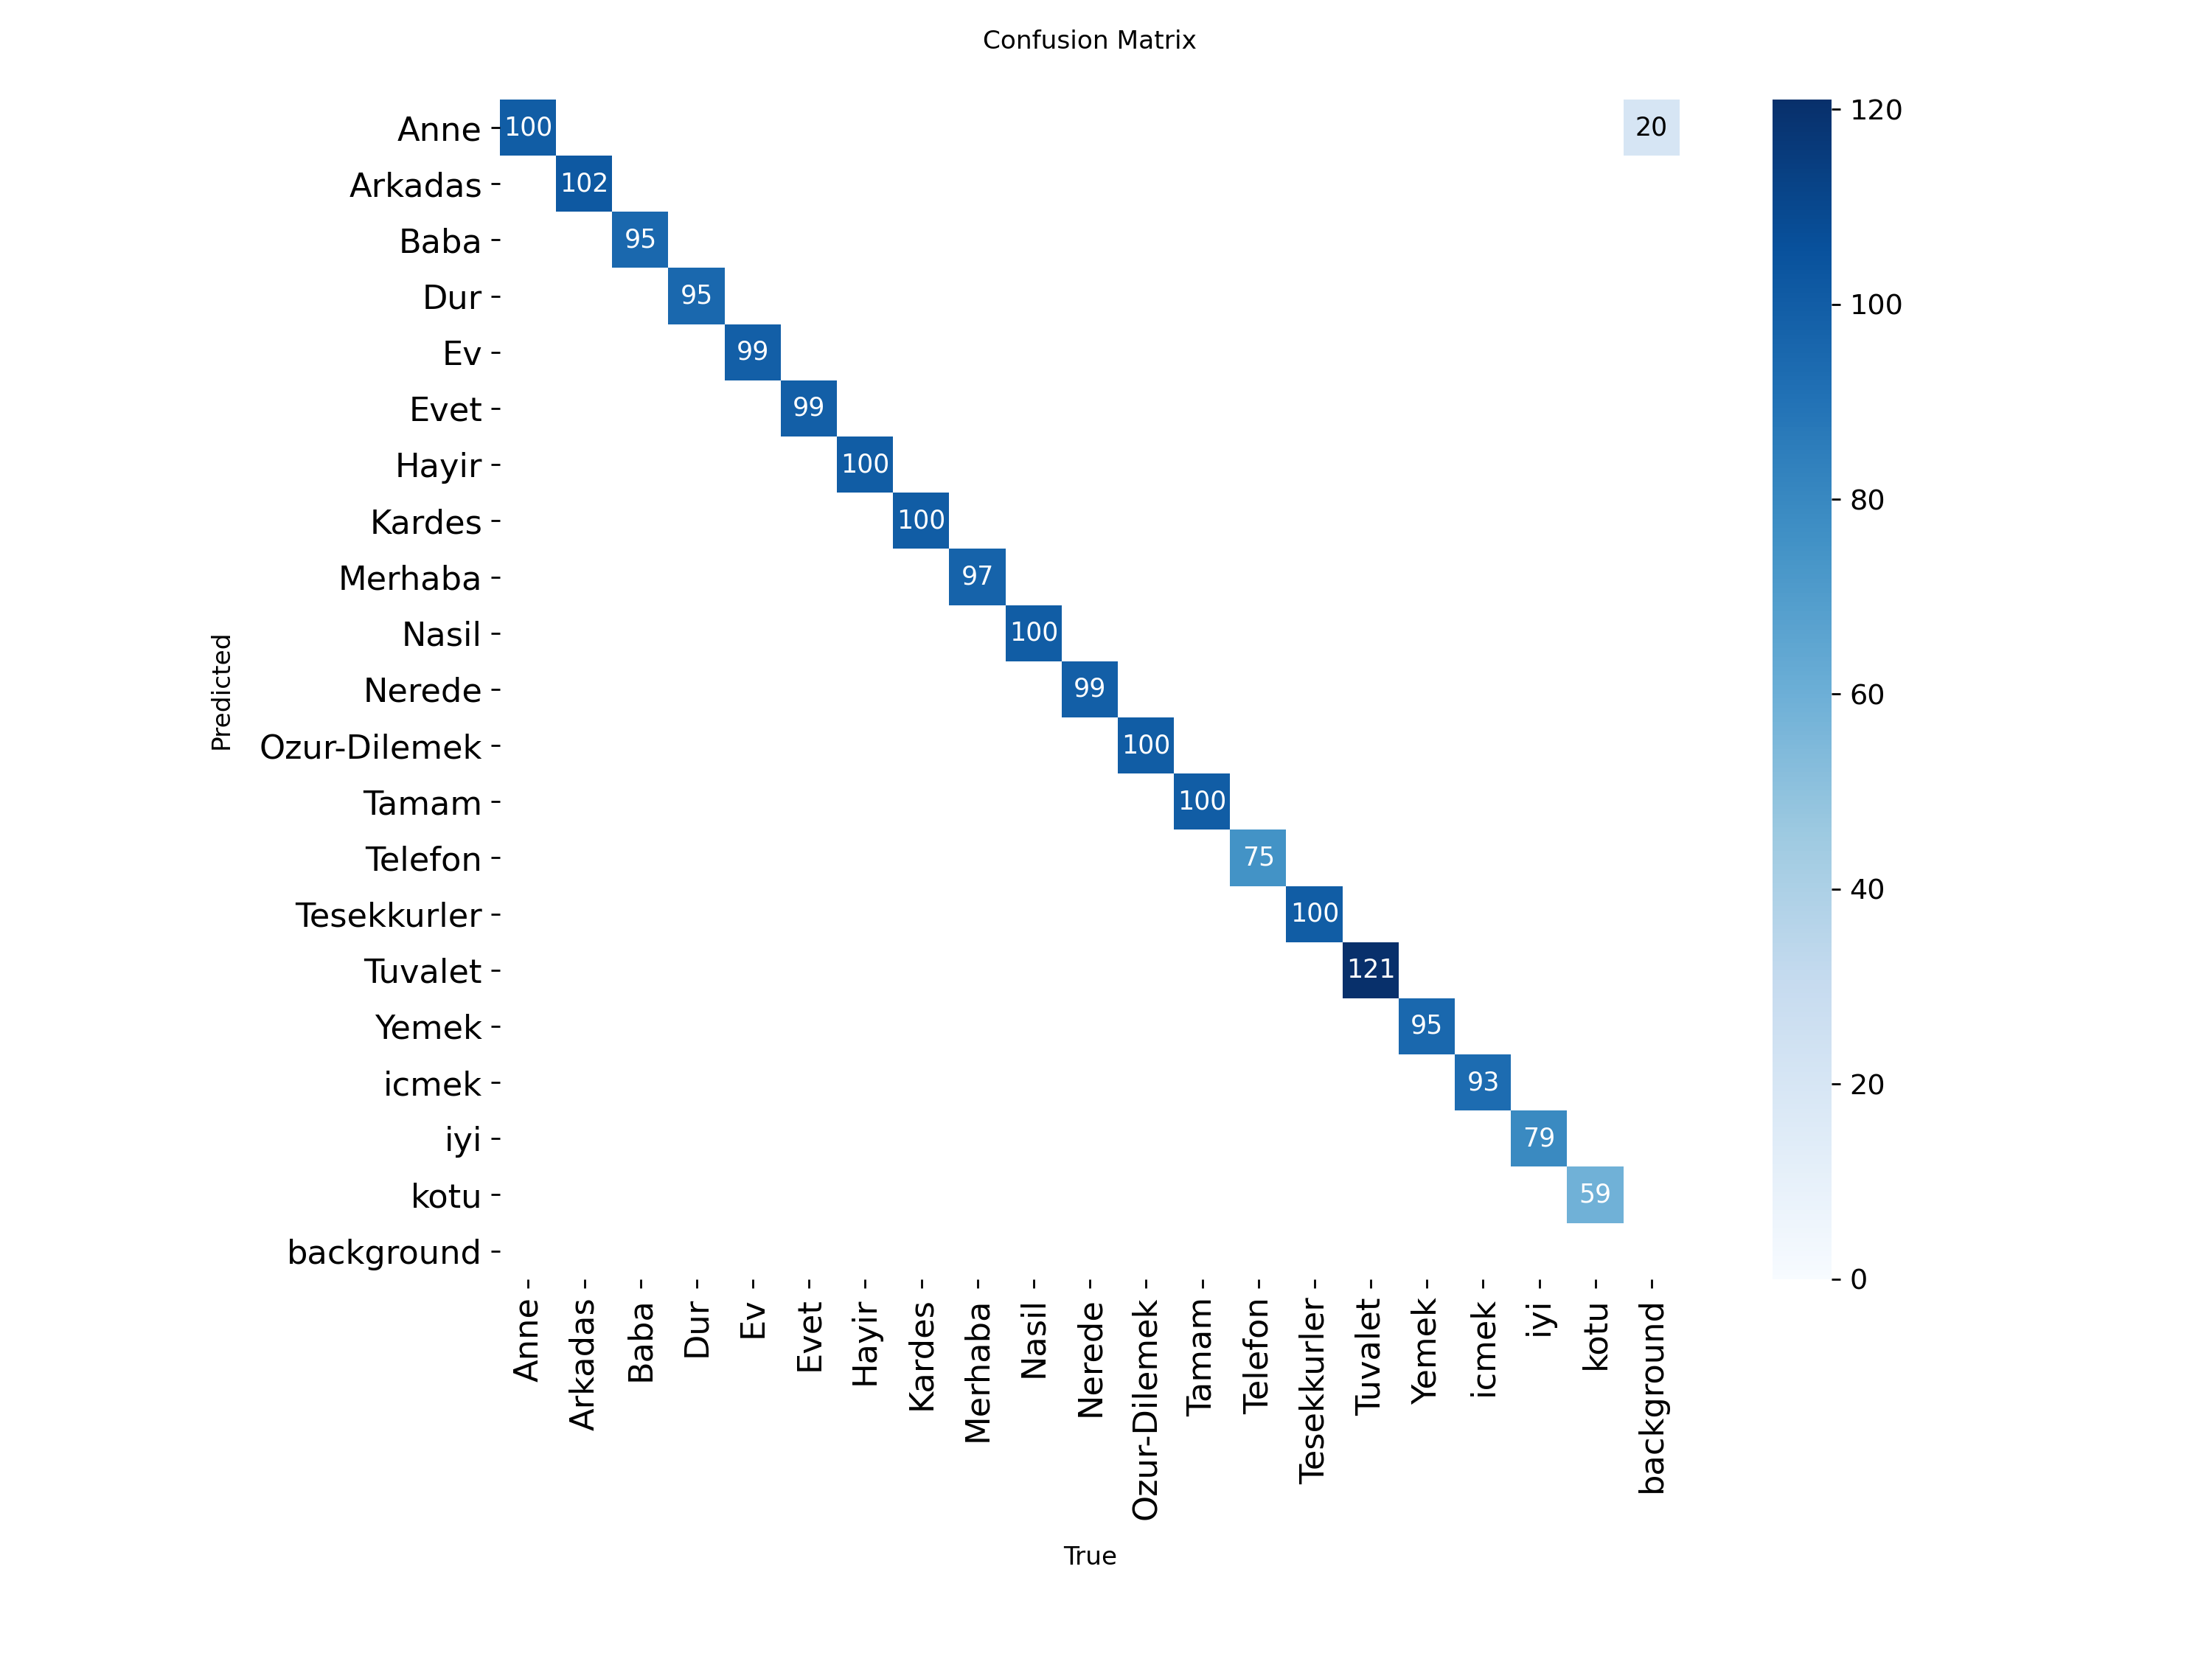 Confusion Matrix
Anne 100 20
Arkadas 102
Baba 95
Dur 95
Ev 99
Evet 99
Hayir 100
Kardes 100
Merhaba 97
Nasil 100
Nerede 99
Ozur-Dilemek 100
Tamam 100
Telefon 75
Tesekkurler 100
Tuvalet 121
Yemek 95
icmek 93
iyi 79
kotu 59
background
Predicted
Anne
Arkadas
Baba
Dur
Ev
Evet
Hayir
Kardes
Merhaba
Nasil
Nerede
Ozur-Dilemek
Tamam
Telefon
Tesekkurler
Tuvalet
Yemek
icmek
iyi
kotu
background
True
120
100
80
60
40
20
0